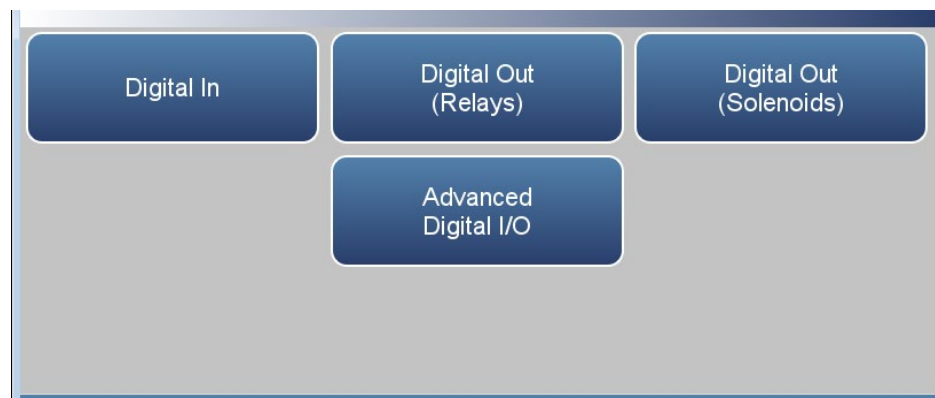 Digital In
Digital Out
(Relays)
Digital Out
(Solenoids)
Advanced
Digital I/O